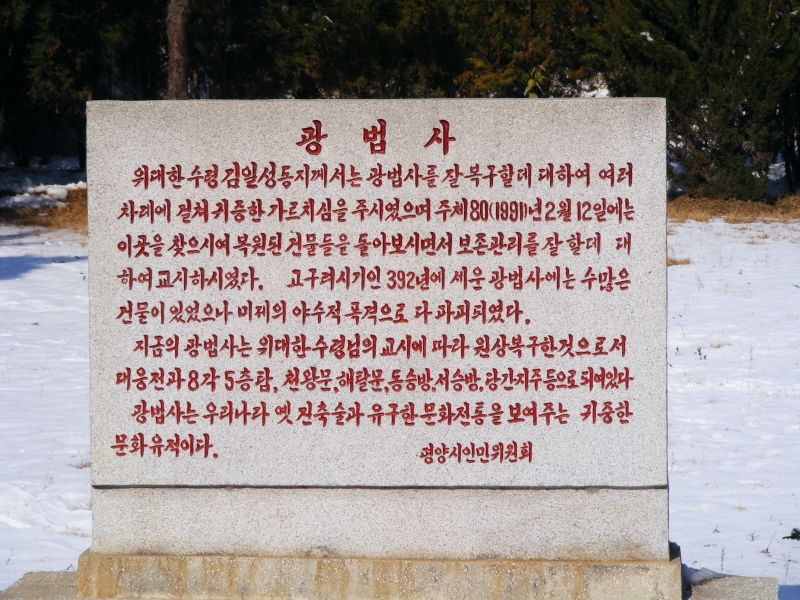 광법사
위대한 수령 김일성동지께서는 광법사를 잘 복구할데 대하여 여러
차례에 걸쳐 귀중한 가르치심을 주시였으며 주체80(1991)년 2월 12일에는
이곳을 찾으시여 복원된 건물들을 돌아보시면서 보존관리를 잘 할데 대
하여 교시하시였다. 고구려시기인 392년에 세운 광법사에는 수많은
건물이 있었으나 미제의 야수적 폭격으로 다 파괴되였다.
지금의 광법사는 위대한 수령님의 교시에 따라 원상복구한것으로서
대웅전과 8각 5층탑, 천왕문, 해탈문, 동승방, 서승방, 당간지주등으로 되여있다
광법사는 우리나라 옛 건축술과 유구한 문화전통을 보여주는 귀중한
문화유적이다.
평양시인민위원회